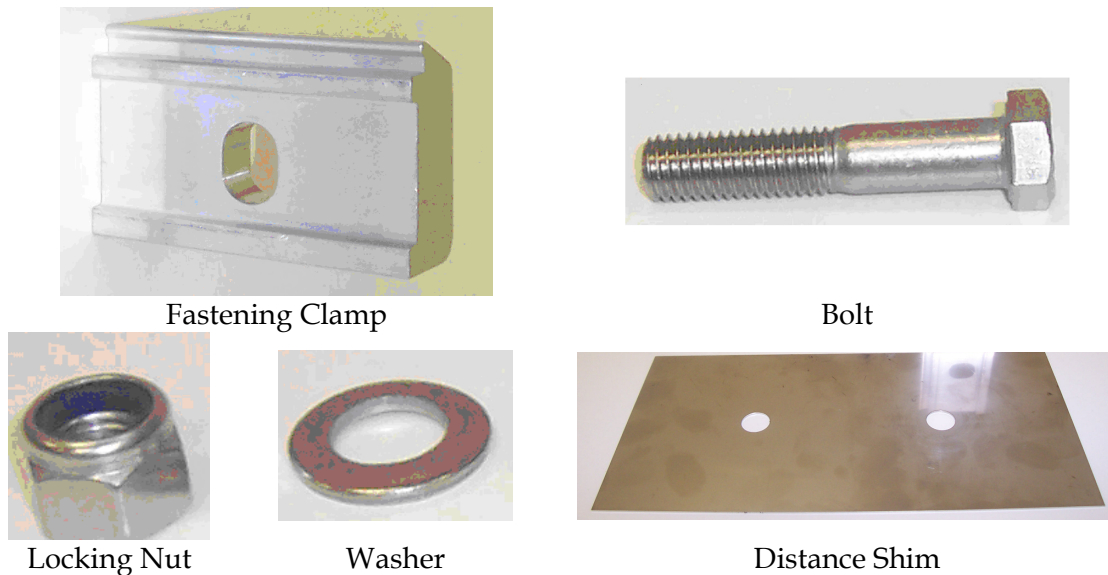 Fastening Clamp
Bolt
Locking Nut
Washer
Distance Shim